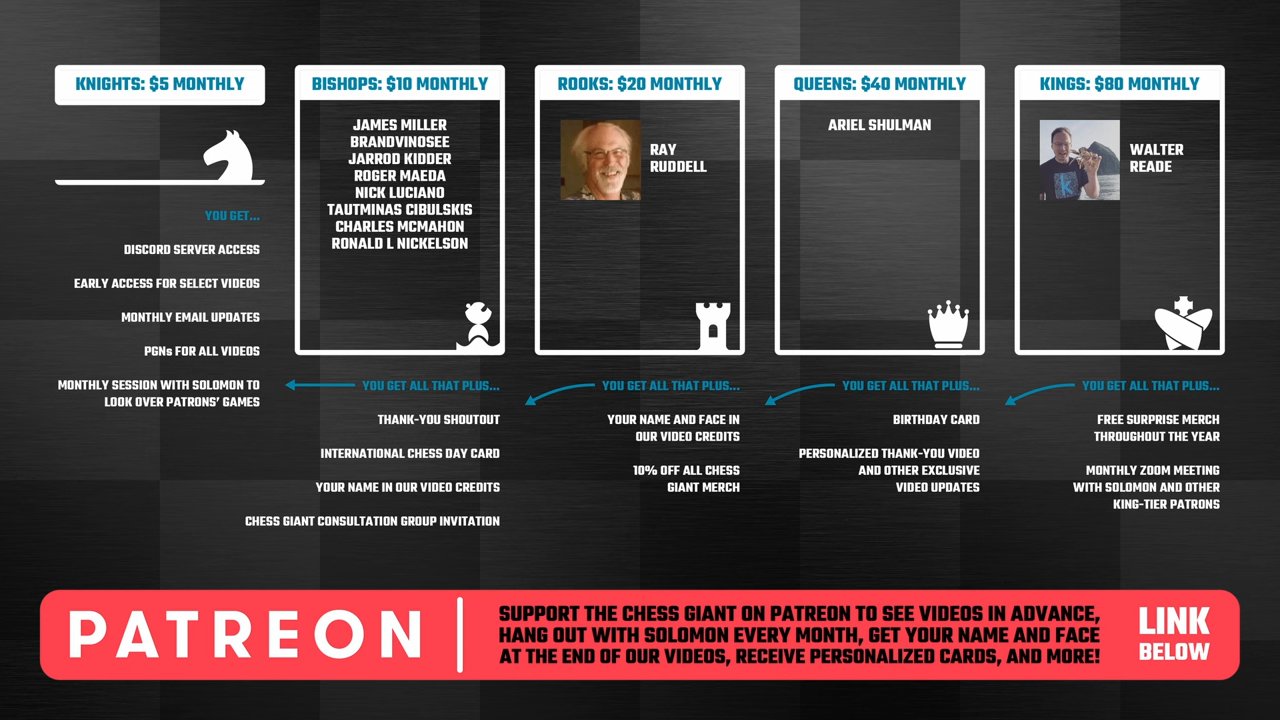 KNIGHTS: $5 MONTHLY
YOU GET...
DISCORD SERVER ACCESS
EARLY ACCESS FOR SELECT VIDEOS
MONTHLY EMAIL UPDATES
PGNs FOR ALL VIDEOS
MONTHLY SESSION WITH SOLOMON TO
LOOK OVER PATRONS' GAMES
BISHOPS: $10 MONTHLY
JAMES MILLER
BRANDVINOSEE
JARROD KIDDER
ROGER MAEDA
NICK LUCIANO
TAUTMINAS CIBULSKIS
CHARLES MCMAHON
RONALD L NICKELSON
YOU GET ALL THAT PLUS...
THANK-YOU SHOUTOUT
INTERNATIONAL CHESS DAY CARD
YOUR NAME IN OUR VIDEO CREDITS
CHESS GIANT CONSULTATION GROUP INVITATION
ROOKS: $20 MONTHLY
RAY
RUDDELL
YOU GET ALL THAT PLUS...
YOUR NAME AND FACE IN
OUR VIDEO CREDITS
10% OFF ALL CHESS
GIANT MERCH
QUEENS: $40 MONTHLY
ARIEL SHULMAN
YOU GET ALL THAT PLUS...
BIRTHDAY CARD
PERSONALIZED THANK-YOU VIDEO
AND OTHER EXCLUSIVE
VIDEO UPDATES
KINGS: $80 MONTHLY
WALTER
READE
YOU GET ALL THAT PLUS...
FREE SURPRISE MERCH
THROUGHOUT THE YEAR
MONTHLY ZOOM MEETING
WITH SOLOMON AND OTHER
KING-TIER PATRONS
PATREON
SUPPORT THE CHESS GIANT ON PATREON TO SEE VIDEOS IN ADVANCE,
HANG OUT WITH SOLOMON EVERY MONTH, GET YOUR NAME AND FACE
AT THE END OF OUR VIDEOS, RECEIVE PERSONALIZED CARDS, AND MORE!
LINK
BELOW